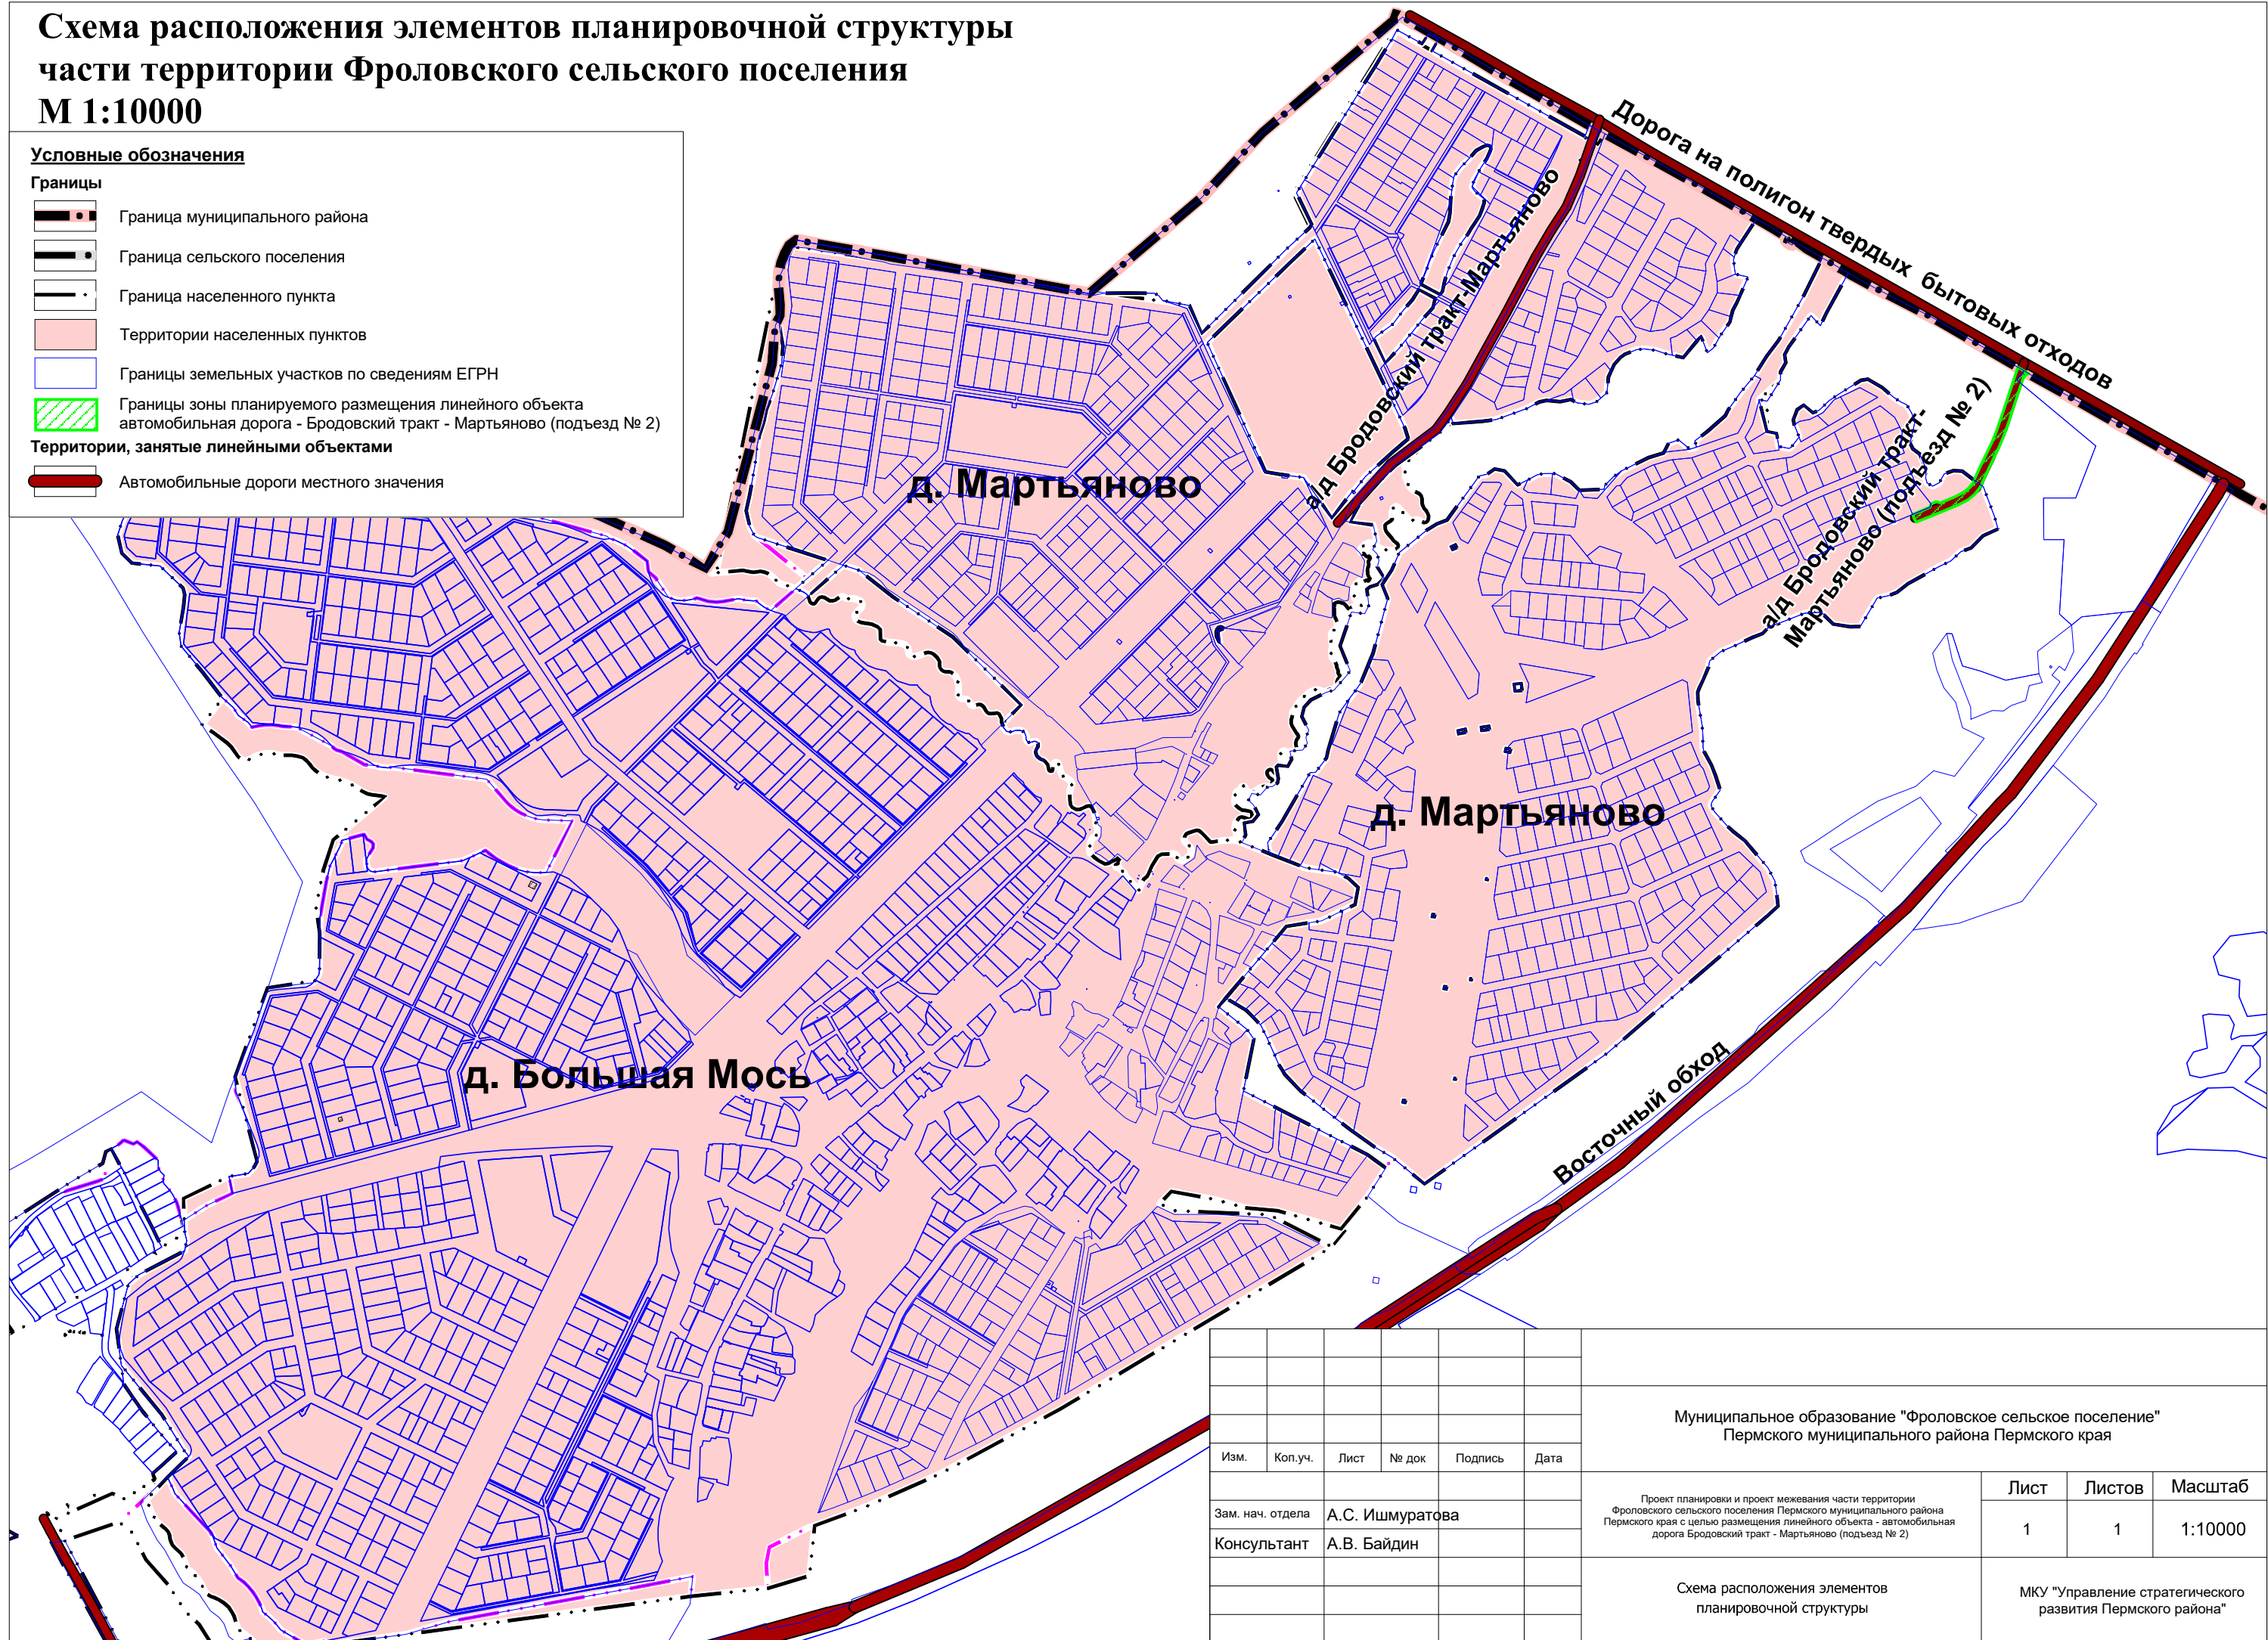 Схема расположения элементов планировочной структуры
части территории Фроловского сельского поселения
М 1:10000
Условные обозначения
Границы
Граница муниципального района
Граница сельского поселения
Граница населенного пункта
Территории населенных пунктов
Границы земельных участков по сведениям ЕГРН
Границы зоны планируемого размещения линейного объекта
автомобильная дорога - Бродовский тракт - Мартьяново (подъезд № 2)
Территории, занятые линейными объектами
Автомобильные дороги местного значения
Дорога на полигон твердых бытовых отходов
а/д Бродовский тракт-Мартьяново
а/д Бродовский тракт-
Мартьяново (подъезд № 2)
д. Мартьяново
д. Мартьяново
д. Большая Мось
Восточный обход
Муниципальное образование "Фроловское сельское поселение"
Пермского муниципального района Пермского края
Изм. Кол.уч. Лист № док Подпись Дата
Проект планировки и проект межевания части территории
Фроловского сельского поселения Пермского муниципального района
Пермского края с целью размещения линейного объекта - автомобильная
дорога Бродовский тракт - Мартьяново (подъезд № 2)
Лист Листов Масштаб
1 1 1:10000
Зам. нач. отдела А.С. Ишмуратова
Консультант А.В. Байдин
Схема расположения элементов
планировочной структуры
МКУ "Управление стратегического
развития Пермского района"